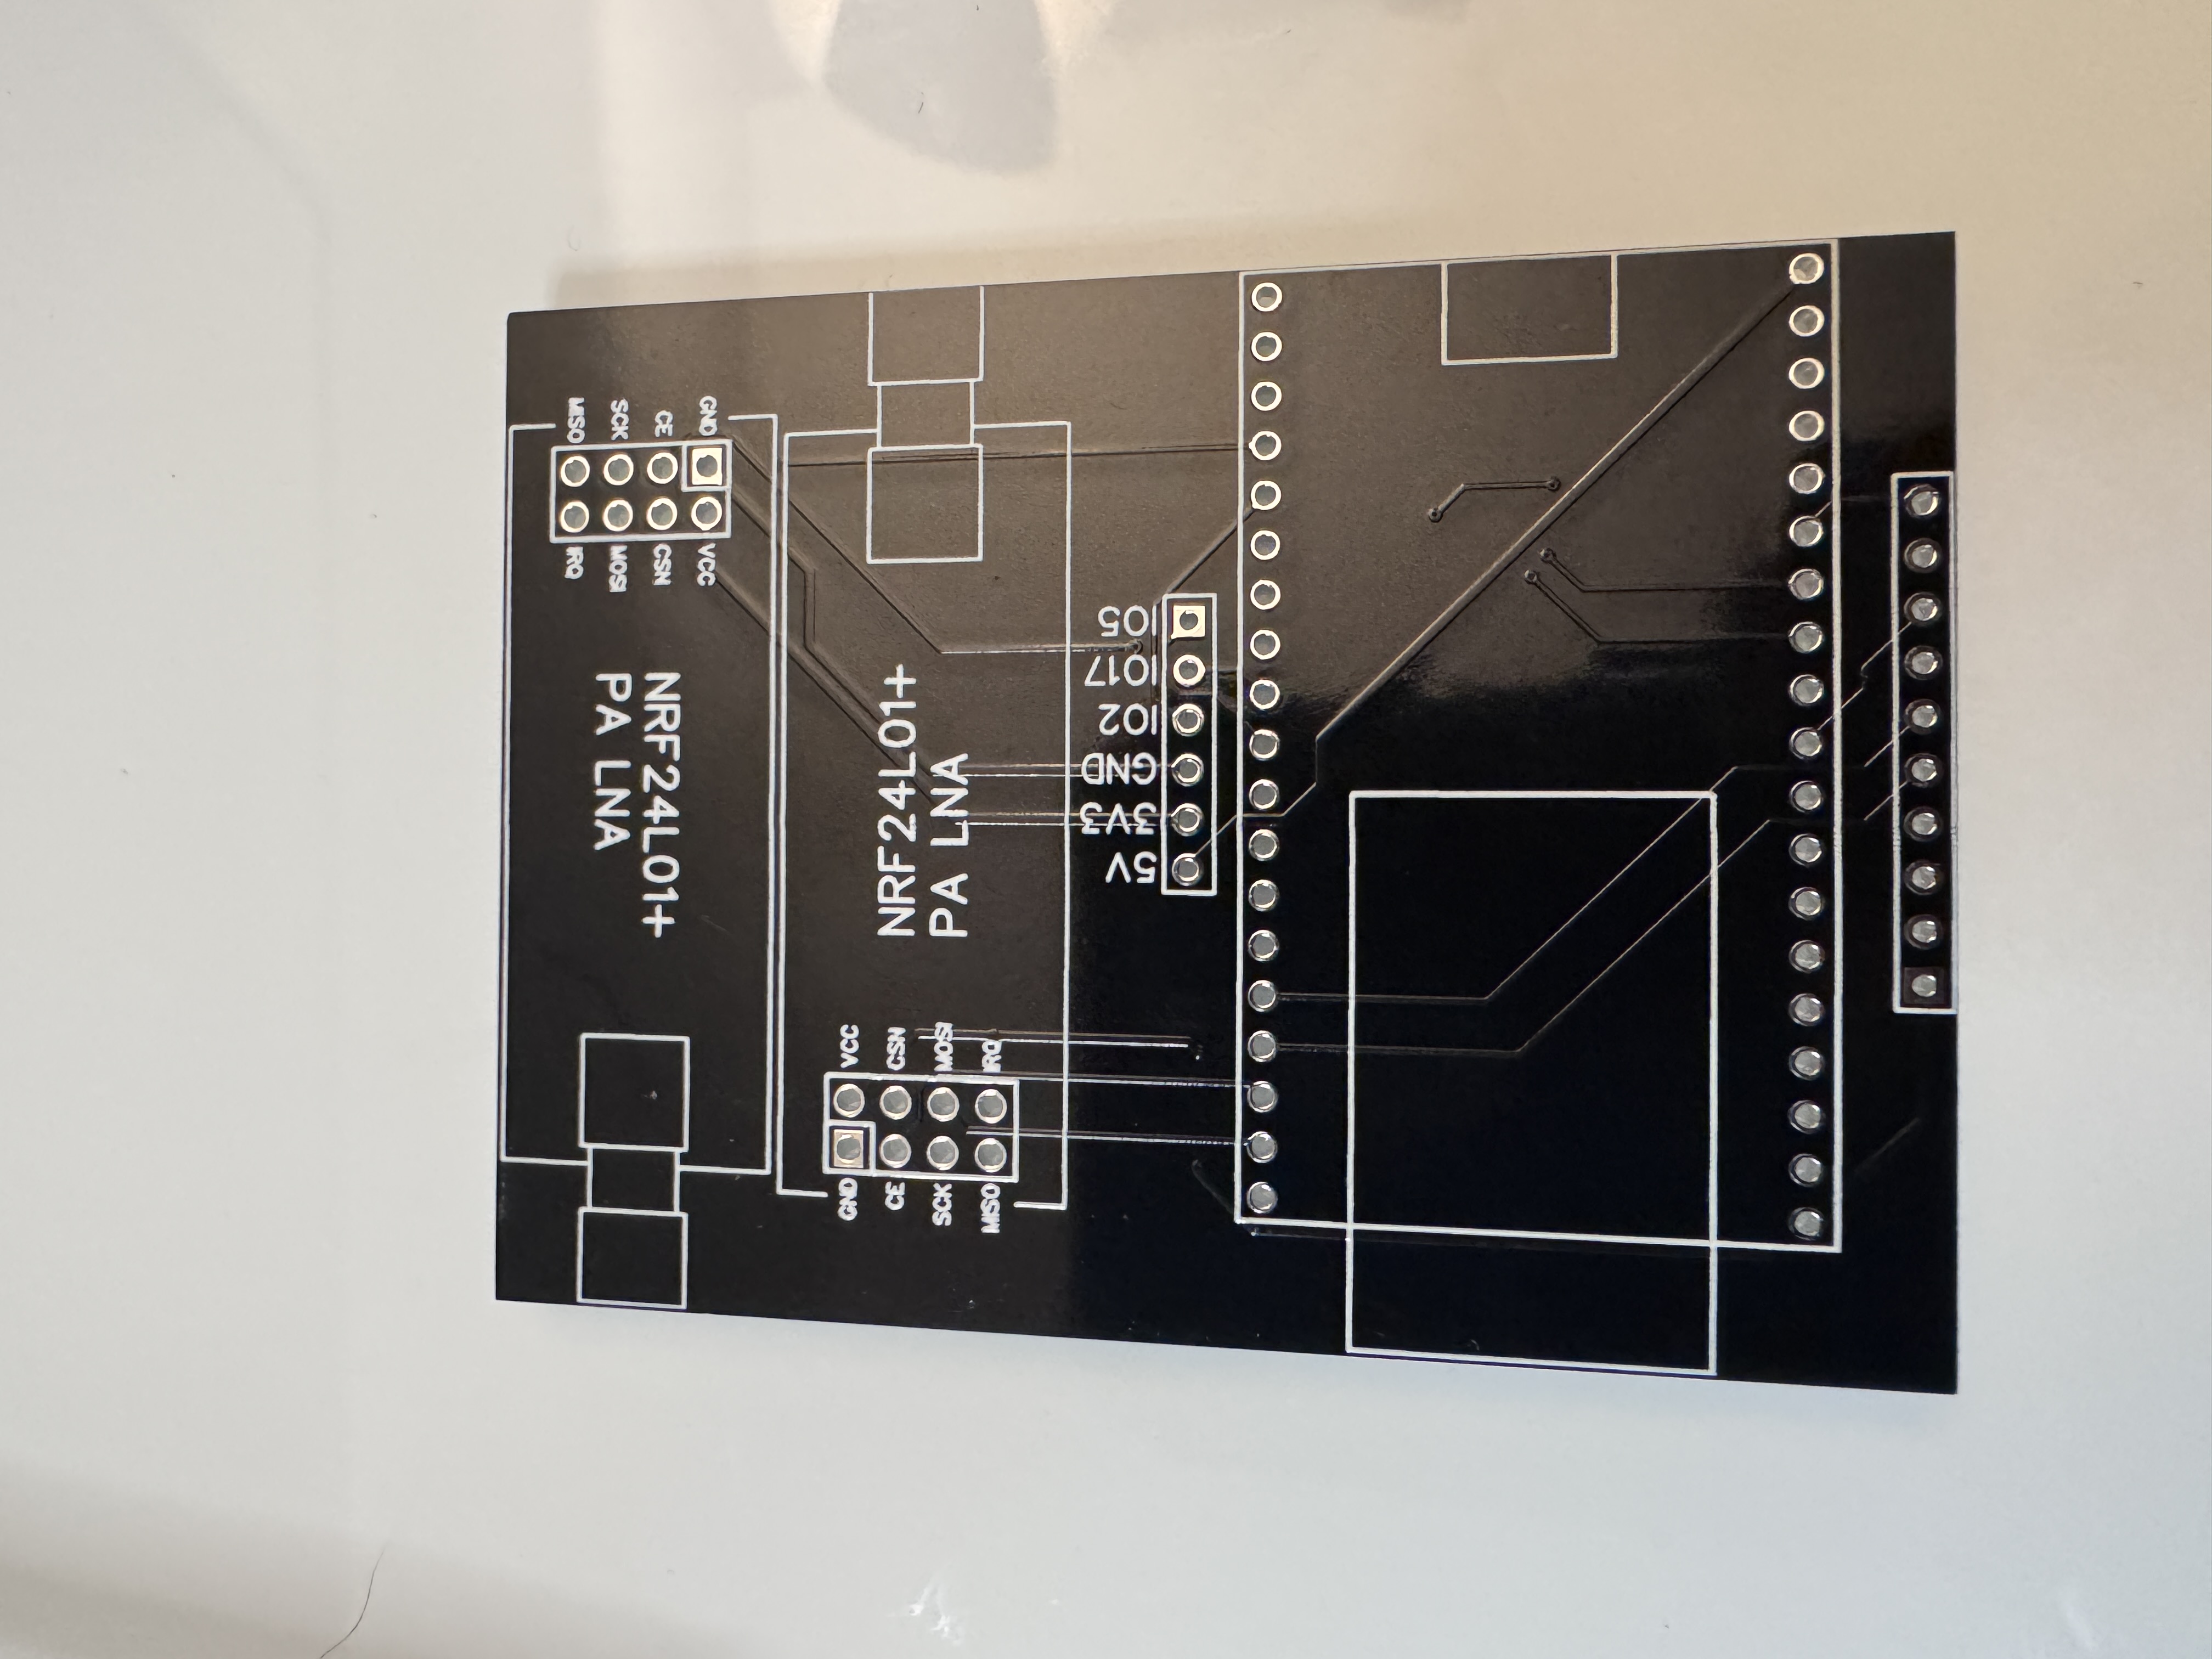 IRQ MISO
PA LNA
MOSI SCK
NRF24L01+
CSN CE
VCC GND
GND VCC
CE CSN
NRF24L01+
SCK MOSI
PA LNA
MISO IRQ
5V
3V3
GND
IO2
IO17
IO5